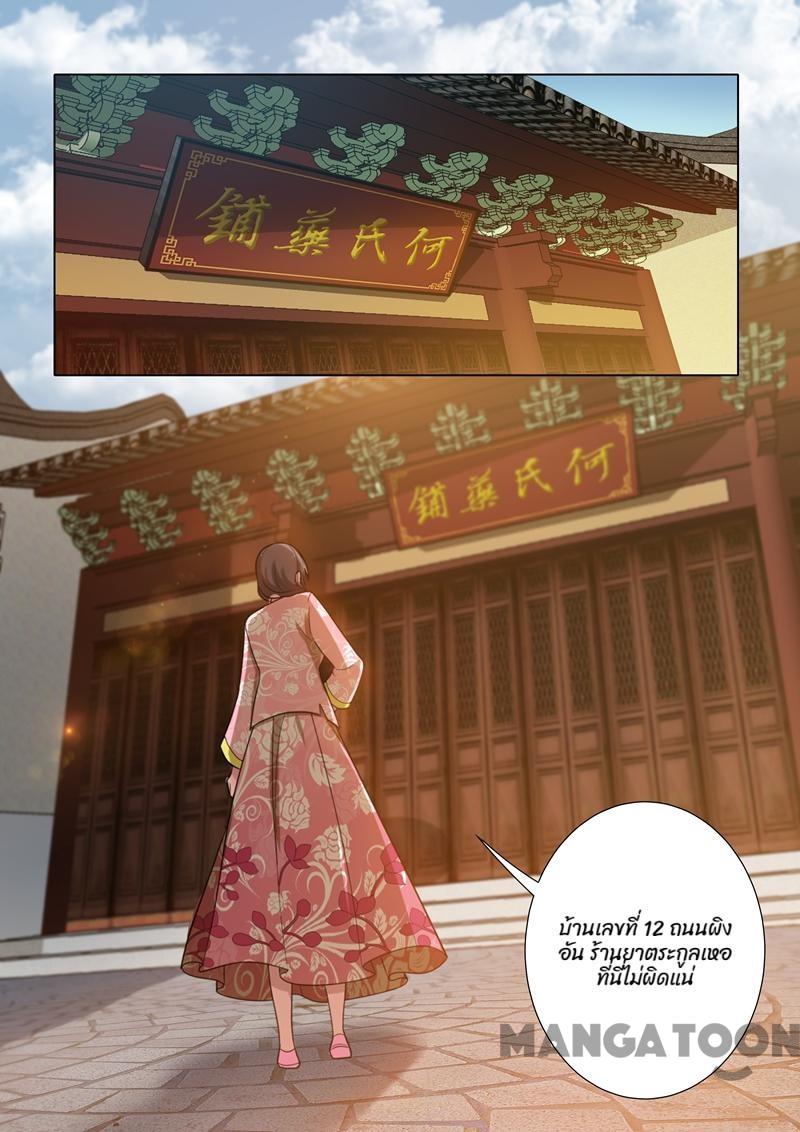 鋪藥氏何
鋪藥氏何
บ้านเลขที่ 12 ถนนผิง
อัน ร้านยาตระกูลเหอ
ที่นี่ไม่ผิดแน่
MANGATOON